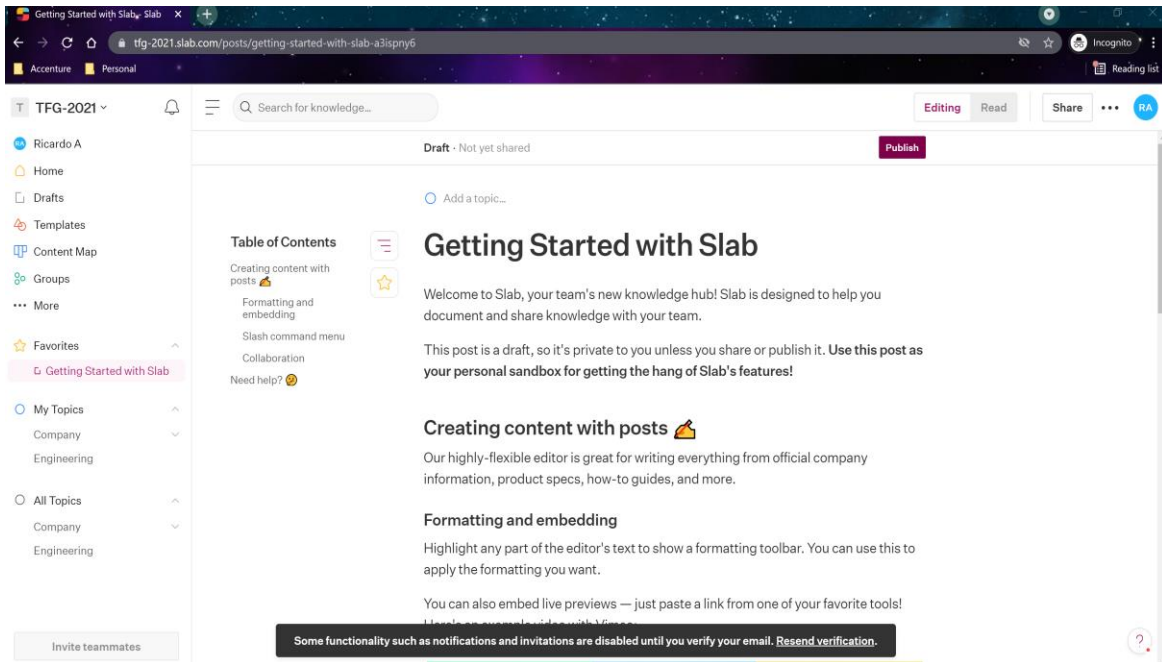 Getting Started with Slab - Slab
tfg-2021.slab.com/posts/getting-started-with-slab-a3ispny6
Incognito
Accenture Personal
Reading list
T TFG-2021
Search for knowledge...
Editing Read Share RA
RA Ricardo A
Home
Drafts
Templates
Content Map
Groups
More
Favorites
Getting Started with Slab
My Topics
Company
Engineering
All Topics
Company
Engineering
Invite teammates
Draft · Not yet shared
Publish
Add a topic...
Table of Contents
Creating content with
posts ✍️
Formatting and
embedding
Slash command menu
Collaboration
Need help? 🤔
Getting Started with Slab
Welcome to Slab, your team's new knowledge hub! Slab is designed to help you
document and share knowledge with your team.
This post is a draft, so it's private to you unless you share or publish it. Use this post as
your personal sandbox for getting the hang of Slab's features!
Creating content with posts ✍️
Our highly-flexible editor is great for writing everything from official company
information, product specs, how-to guides, and more.
Formatting and embedding
Highlight any part of the editor's text to show a formatting toolbar. You can use this to
apply the formatting you want.
You can also embed live previews — just paste a link from one of your favorite tools!
Some functionality such as notifications and invitations are disabled until you verify your email. Resend verification.
?